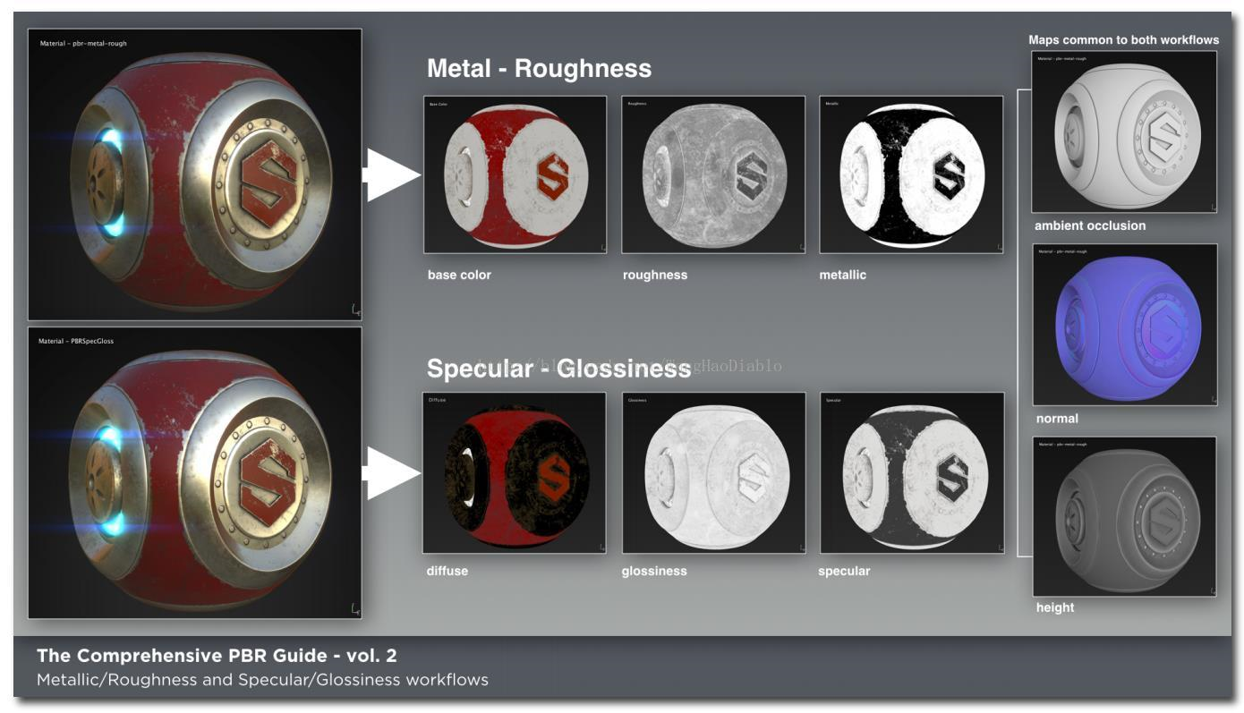 Material - pbr-metal-rough
Metal - Roughness
Base Color
Roughness
Metallic
base color
roughness
metallic
Material - PBRSpecGloss
Specular - Glossiness
HaoDiablo
Diffuse
Glossiness
Specular
diffuse
glossiness
specular
Maps common to both workflows
Material - pbr-metal-rough
ambient occlusion
Material - pbr-metal-rough
normal
Material - pbr-metal-rough
height
The Comprehensive PBR Guide - vol. 2
Metallic/Roughness and Specular/Glossiness workflows